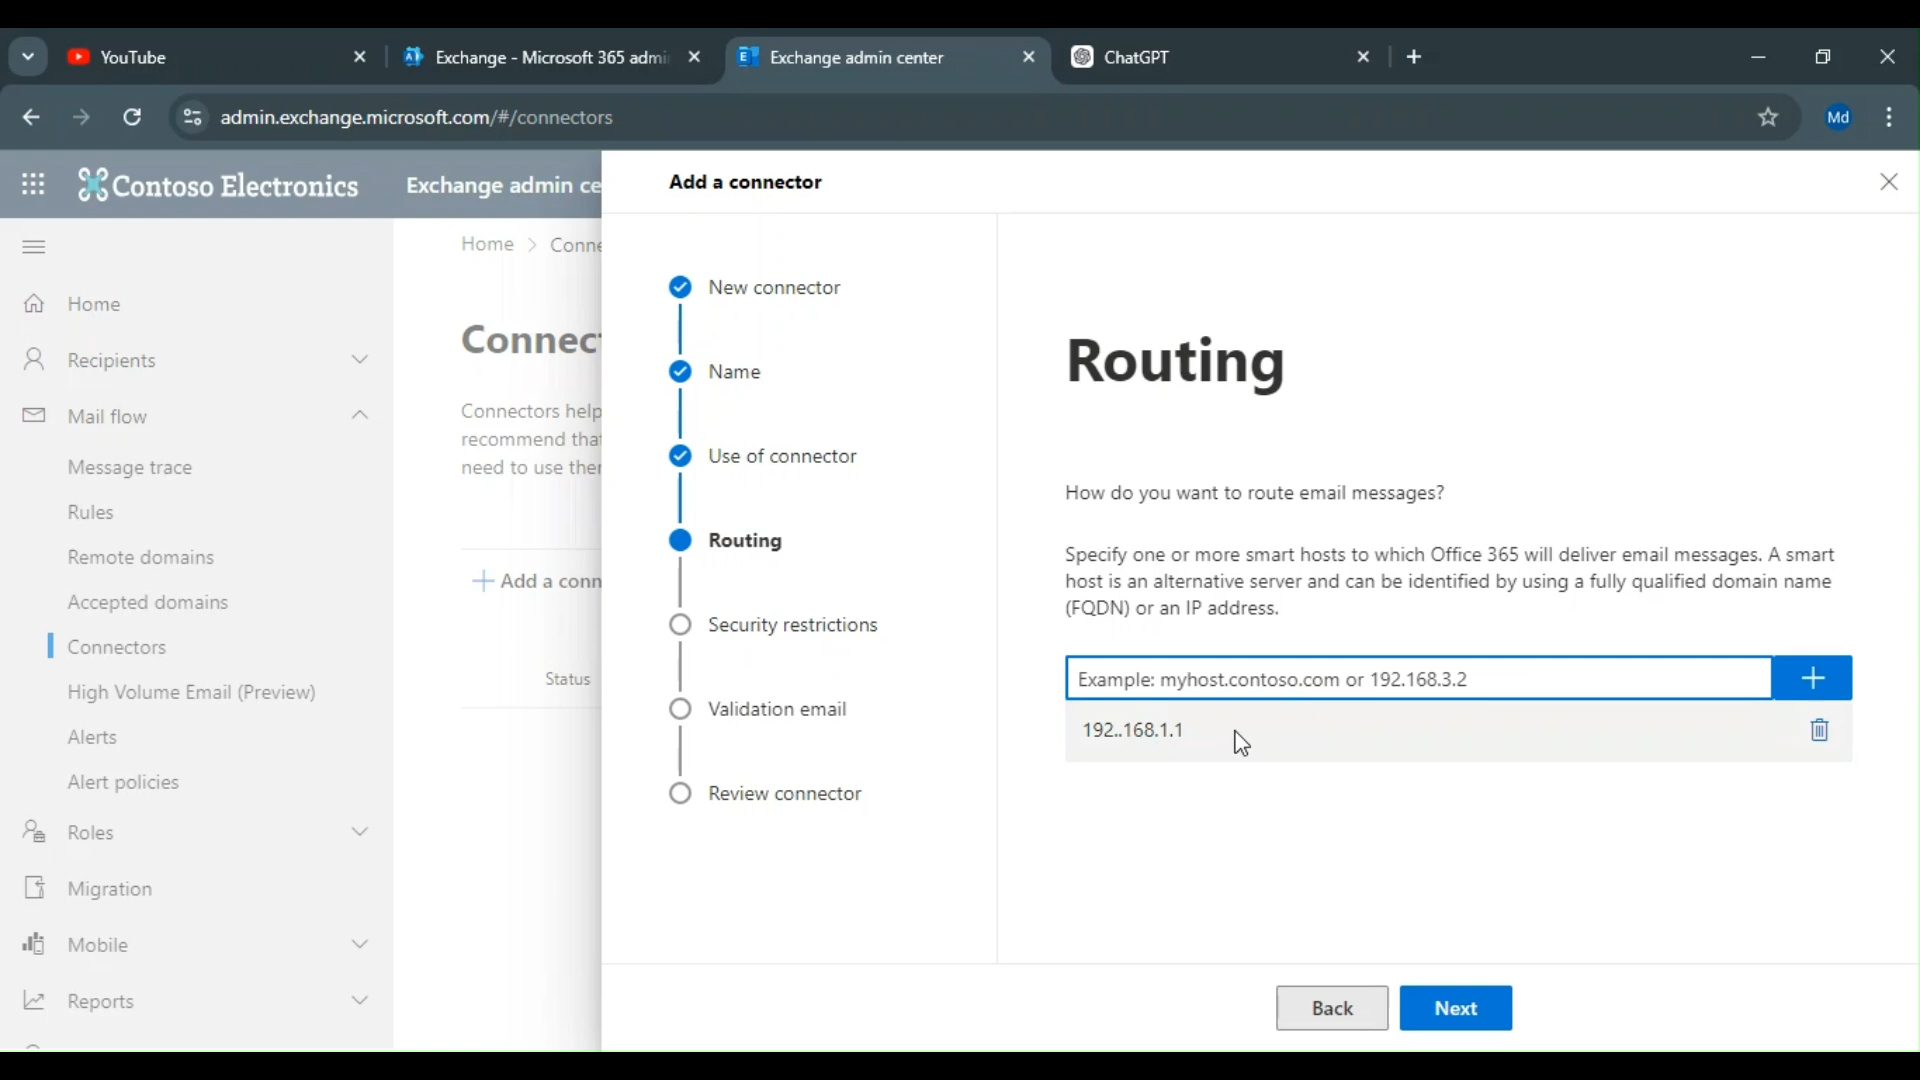 YouTube
Exchange - Microsoft 365 admi
Exchange admin center
ChatGPT
admin.exchange.microsoft.com/#/connectors
Md
Contoso Electronics
Exchange admin ce
Add a connector
Home > Conne
Home
Recipients
Mail flow
Message trace
Rules
Remote domains
Accepted domains
Connectors
High Volume Email (Preview)
Alerts
Alert policies
Roles
Migration
Mobile
Reports
Connect
Connectors help
recommend that
need to use ther
+ Add a conn
Status
New connector
Name
Use of connector
Routing
Security restrictions
Validation email
Review connector
Routing
How do you want to route email messages?
Specify one or more smart hosts to which Office 365 will deliver email messages. A smart
host is an alternative server and can be identified by using a fully qualified domain name
(FQDN) or an IP address.
Example: myhost.contoso.com or 192.168.3.2
192..168.1.1
Back
Next